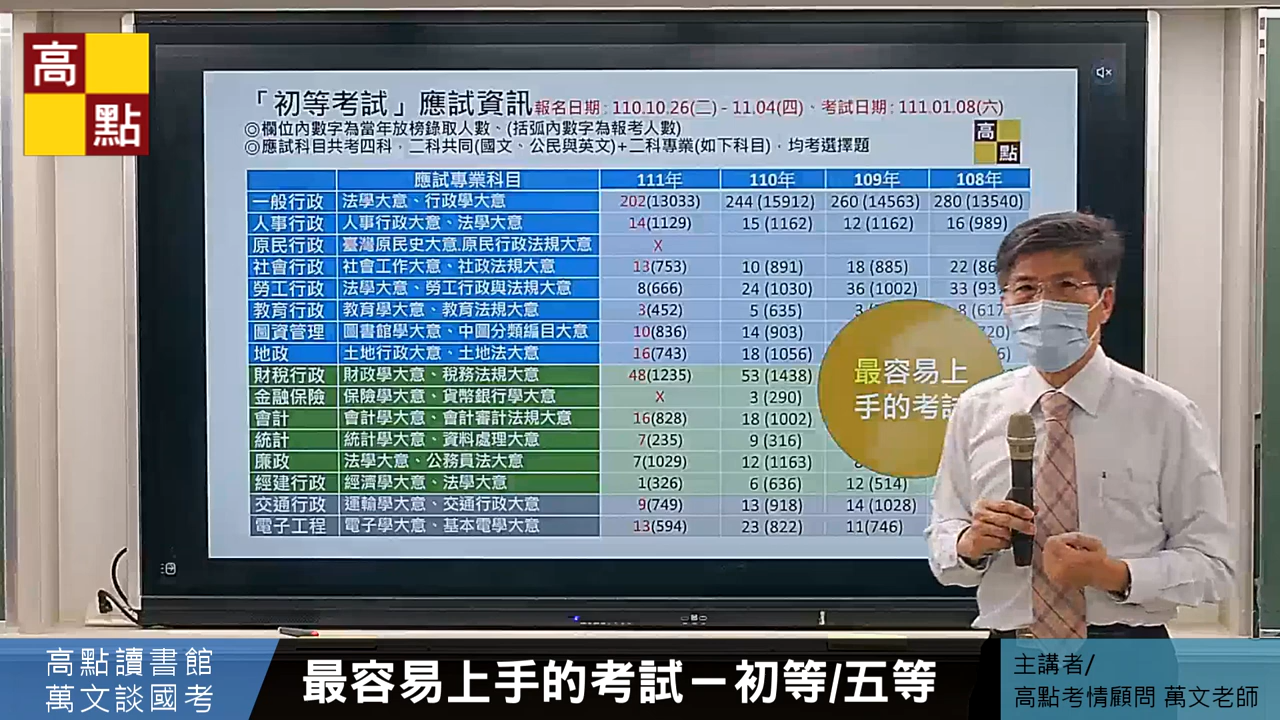 高
點
「初等考試」應試資訊報名日期 : 110.10.26(二) - 11.04(四)、考試日期 : 111.01.08(六)
◎欄位內數字為當年放榜錄取人數、(括弧內數字為報考人數)
◎應試科目共考四科，二科共同(國文、公民與英文)+二科專業(如下科目)，均考選擇題
高
點
應試專業科目 111年 110年 109年 108年
一般行政 法學大意、行政學大意 202(13033) 244 (15912) 260 (14563) 280 (13540)
人事行政 人事行政大意、法學大意 14(1129) 15 (1162) 12 (1162) 16 (989)
原民行政 臺灣原民史大意.原民行政法規大意 X
社會行政 社會工作大意、社政法規大意 13(753) 10 (891) 18 (885) 22
勞工行政 法學大意、勞工行政與法規大意 8(666) 24 (1030) 36 (1002) 33
教育行政 教育學大意、教育法規大意 3(452) 5 (635) 8 (617
圖資管理 圖書館學大意、中圖分類編目大意 10(836) 14 (903) 720)
地政 土地行政大意、土地法大意 16(743) 18 (1056)
財稅行政 財政學大意、稅務法規大意 48(1235) 53 (1438)
金融保險 保險學大意、貨幣銀行學大意 X 3 (290)
會計 會計學大意、會計審計法規大意 16(828) 18 (1002)
統計 統計學大意、資料處理大意 7(235) 9 (316)
廉政 法學大意、公務員法大意 7(1029) 12 (1163)
經建行政 經濟學大意、法學大意 1(326) 6 (636) 12 (514)
交通行政 運輸學大意、交通行政大意 9(749) 13 (918) 14 (1028)
電子工程 電子學大意、基本電學大意 13(594) 23 (822) 11(746)
最容易上
手的考試
高點讀書館
萬文談國考
最容易上手的考試－初等/五等
主講者/
高點考情顧問 萬文老師